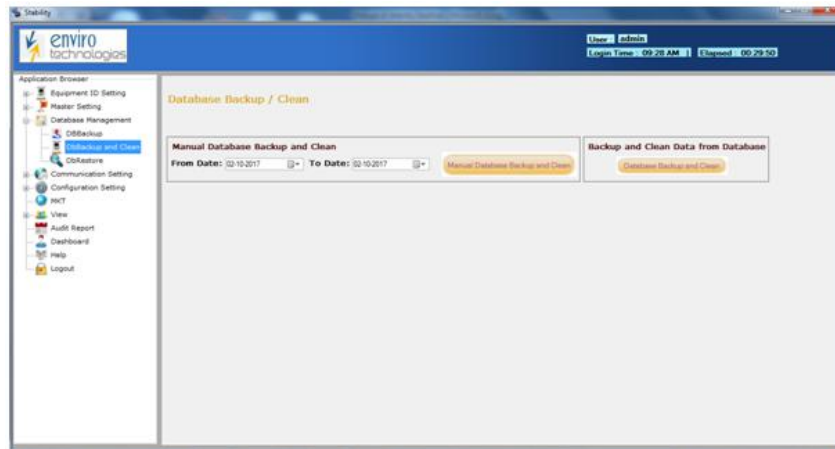 Stability
enviro
technologies
User : admin
Login Time : 09:28 AM | Elapsed : 00:29:50
Application Browser
Equipment ID Setting
Master Setting
Database Management
DBBackup
DbBackup and Clean
DbRestore
Communication Setting
Configuration Setting
MKT
View
Audit Report
Dashboard
Help
Logout
Database Backup / Clean
Manual Database Backup and Clean
From Date: 02-10-2017 To Date: 02-10-2017 Manual Database Backup and Clean
Backup and Clean Data from Database
Database Backup and Clean